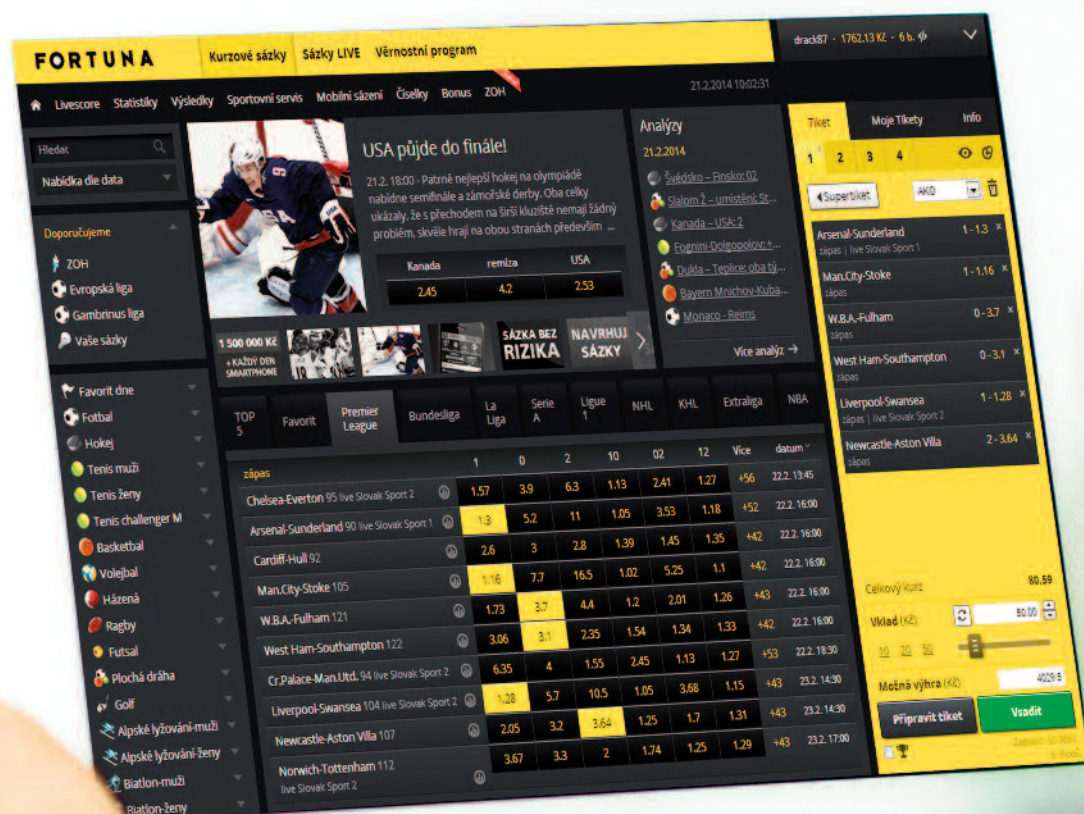 FORTUNA
Kurzové sázky Sázky LIVE Věrnostní program
drack87 · 1762.13 Kč · 6 b.
Livescore Statistiky Výsledky Sportovní servis Mobilní sázení Číselky Bonus ZOH
21.2.2014 10:02:31
Hledat
Nabídka dle data
Doporučujeme
ZOH
Evropská liga
Gambrinus liga
Vaše sázky
Favorit dne
Fotbal
Hokej
Tenis muži
Tenis ženy
Tenis challenger M
Basketbal
Volejbal
Házená
Ragby
Futsal
Plochá dráha
Golf
Alpské lyžování-muži
Alpské lyžování-ženy
Biatlon-muži
Biatlon-ženy
USA půjde do finále!
21.2. 18:00 - Patrně nejlepší hokej na olympiádě
nabídne semifinále a zámořské derby. Oba celky
ukázaly, že s přechodem na širší kluziště nemají žádný
problém, skvěle hrají na obou stranách především ...
Kanada remíza USA
2.45 4.2 2.53
1 500 000 Kč
+ KAŽDÝ DEN
SMARTPHONE
SÁZKA BEZ
RIZIKA
NAVRHUJ
SÁZKY
Analýzy
21.2.2014
Švédsko – Finsko: 02
Slalom Ž – umístění: St...
Kanada – USA: 2
Fognini-Dolgopolov: +...
Dukla – Teplice: oba tý...
Bayern Mnichov-Kuba...
Monaco - Reims
Více analýz →
TOP 5 Favorit Premier League Bundesliga La Liga Serie A Ligue 1 NHL KHL Extraliga NBA
zápas 1 0 2 10 02 12 Více datum
Chelsea-Everton 95 live Slovak Sport 2 1.57 3.9 6.3 1.13 2.41 1.27 +56 22.2. 13:45
Arsenal-Sunderland 90 live Slovak Sport 1 1.3 5.2 11 1.05 3.53 1.18 +52 22.2. 16:00
Cardiff-Hull 92 2.6 3 2.8 1.39 1.45 1.35 +42 22.2. 16:00
Man.City-Stoke 105 1.16 7.7 16.5 1.02 5.25 1.1 +42 22.2. 16:00
W.B.A.-Fulham 121 1.73 3.7 4.4 1.2 2.01 1.26 +43 22.2. 16:00
West Ham-Southampton 122 3.06 3.1 2.35 1.54 1.34 1.33 +42 22.2. 16:00
Cr.Palace-Man.Utd. 94 live Slovak Sport 2 6.35 4 1.55 2.45 1.13 1.27 +53 22.2. 18:30
Liverpool-Swansea 104 live Slovak Sport 2 1.28 5.7 10.5 1.05 3.68 1.15 +43 23.2. 14:30
Newcastle-Aston Villa 107 2.05 3.2 3.64 1.25 1.7 1.31 +43 23.2. 14:30
Norwich-Tottenham 112 3.67 3.3 2 1.74 1.25 1.29 +43 23.2. 17:00
live Slovak Sport 2
Tiket Moje Tikety Info
1 2 3 4
Supertiket AKO
Arsenal-Sunderland 1 - 1.3 ×
zápas | live Slovak Sport 1
Man.City-Stoke 1 - 1.16 ×
zápas
W.B.A.-Fulham 0 - 3.7 ×
zápas
West Ham-Southampton 0 - 3.1 ×
zápas
Liverpool-Swansea 1 - 1.28 ×
zápas | live Slovak Sport 2
Newcastle-Aston Villa 2 - 3.64 ×
zápas
Celkový kurz 80.59
Vklad (Kč) 50.00
10 20 50
Možná výhra (Kč) 4029.5
Připravit tiket Vsadit